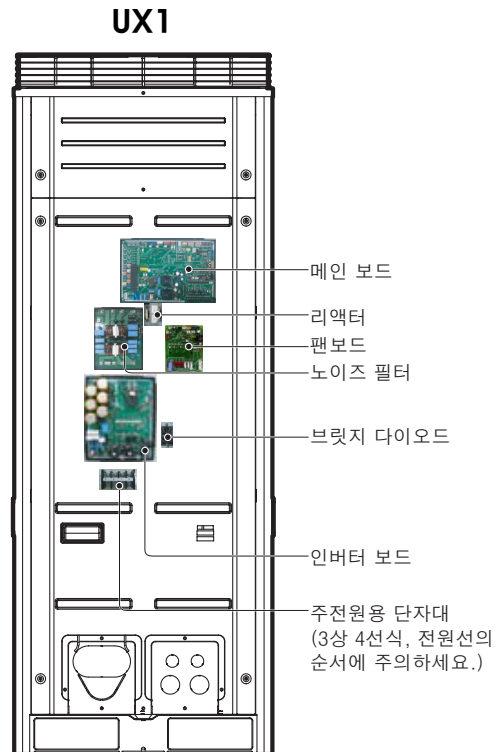 UX1
메인 보드
리액터
팬보드
노이즈 필터
브릿지 다이오드
인버터 보드
주전원용 단자대
(3상 4선식, 전원선의
순서에 주의하세요.)